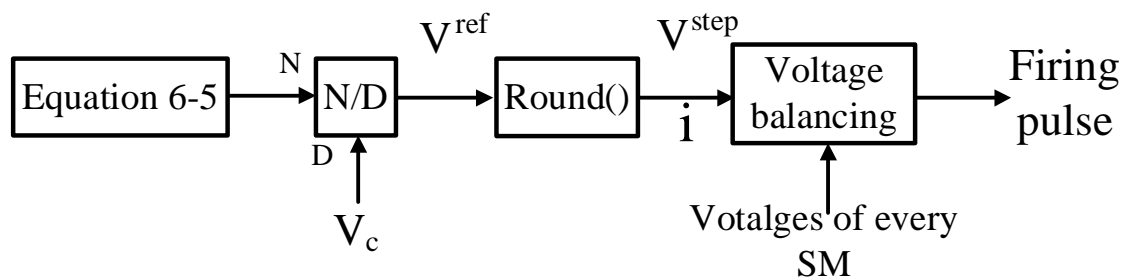 Equation 6-5
N
D
N/D
V_c
V^ref
Round()
V^step
i
Voltage
balancing
Votalges of every
SM
Firing
pulse